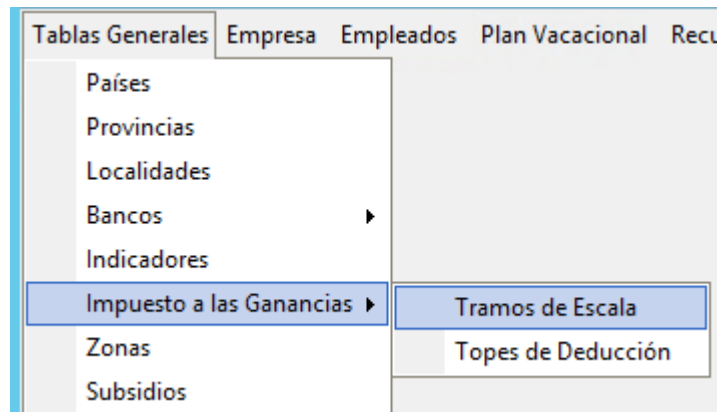 Tablas Generales Empresa Empleados Plan Vacacional
Países
Provincias
Localidades
Bancos
Indicadores
Impuesto a las Ganancias Tramos de Escala
Zonas Topes de Deducción
Subsidios